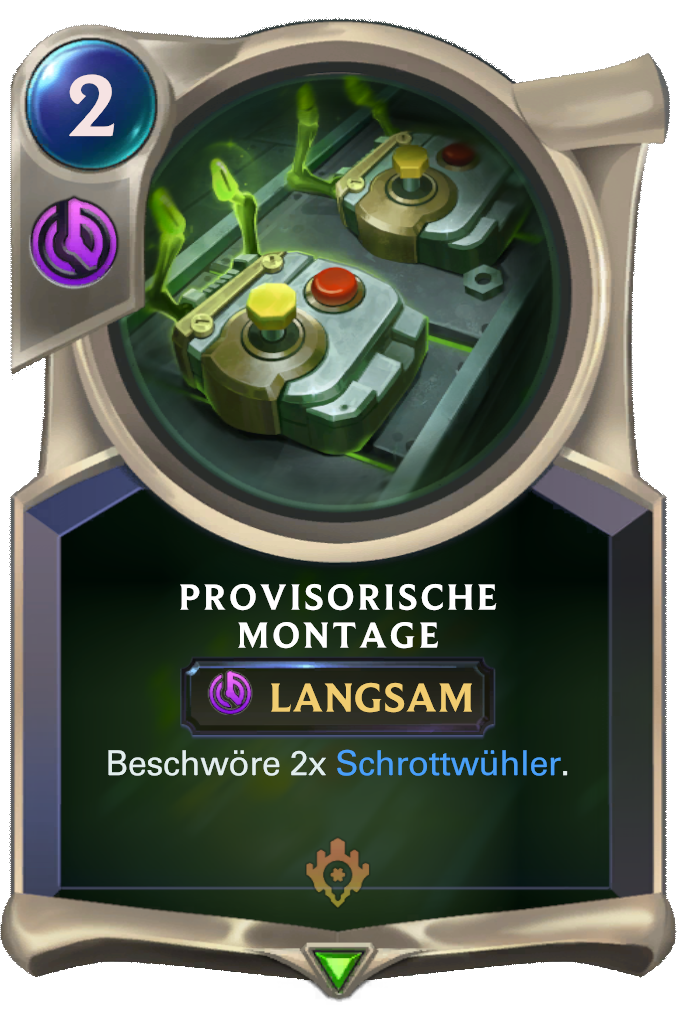 2
PROVISORISCHE
MONTAGE
LANGSAM
Beschwöre 2x Schrottwühler.